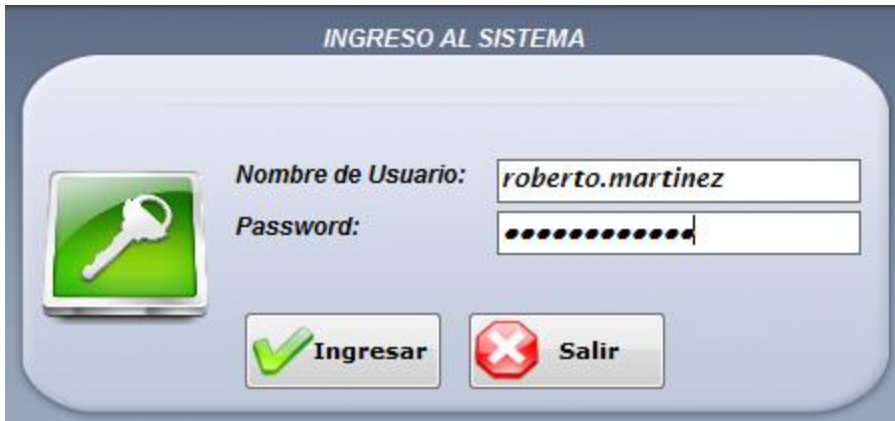 INGRESO AL SISTEMA
Nombre de Usuario: roberto.martinez
Password: ••••••••••••
Ingresar Salir